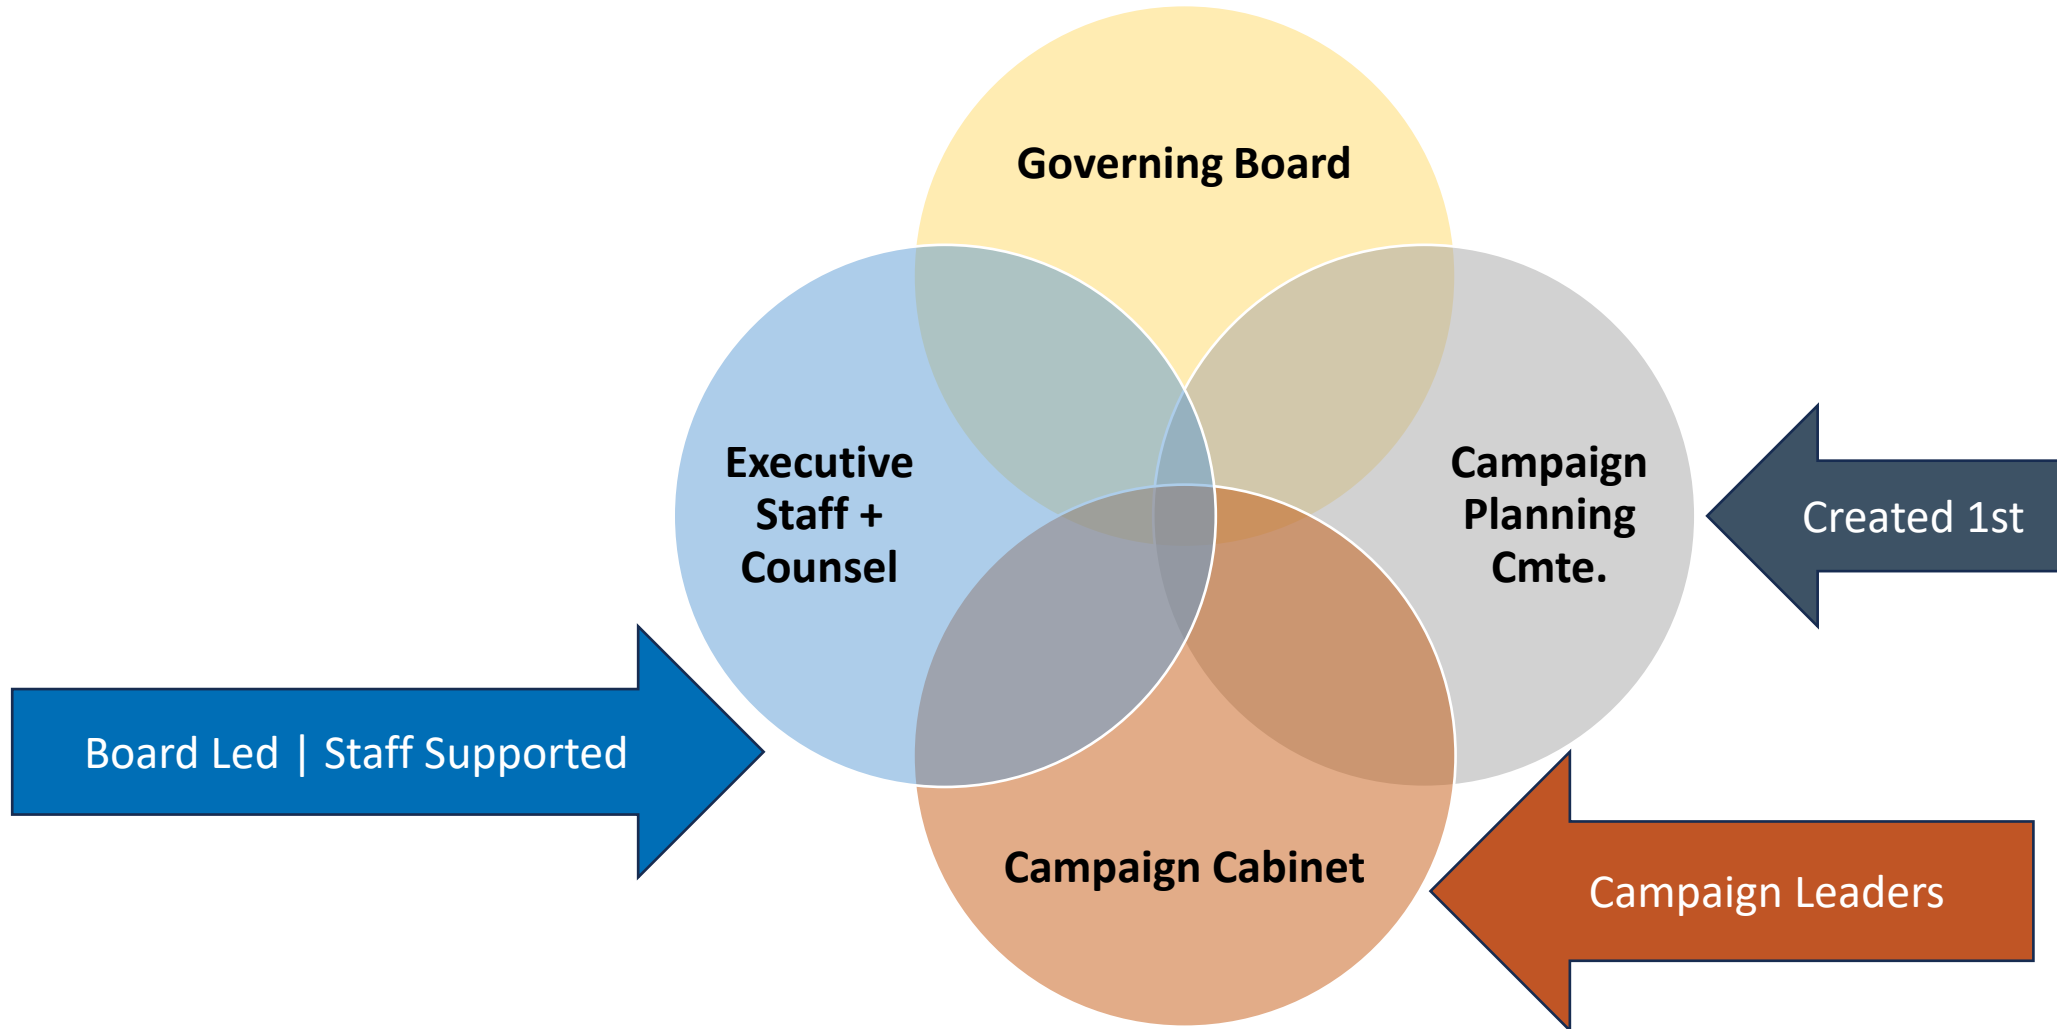 Governing Board
Executive
Staff +
Counsel
Campaign
Planning
Cmte.
Created 1st
Board Led | Staff Supported
Campaign Cabinet
Campaign Leaders